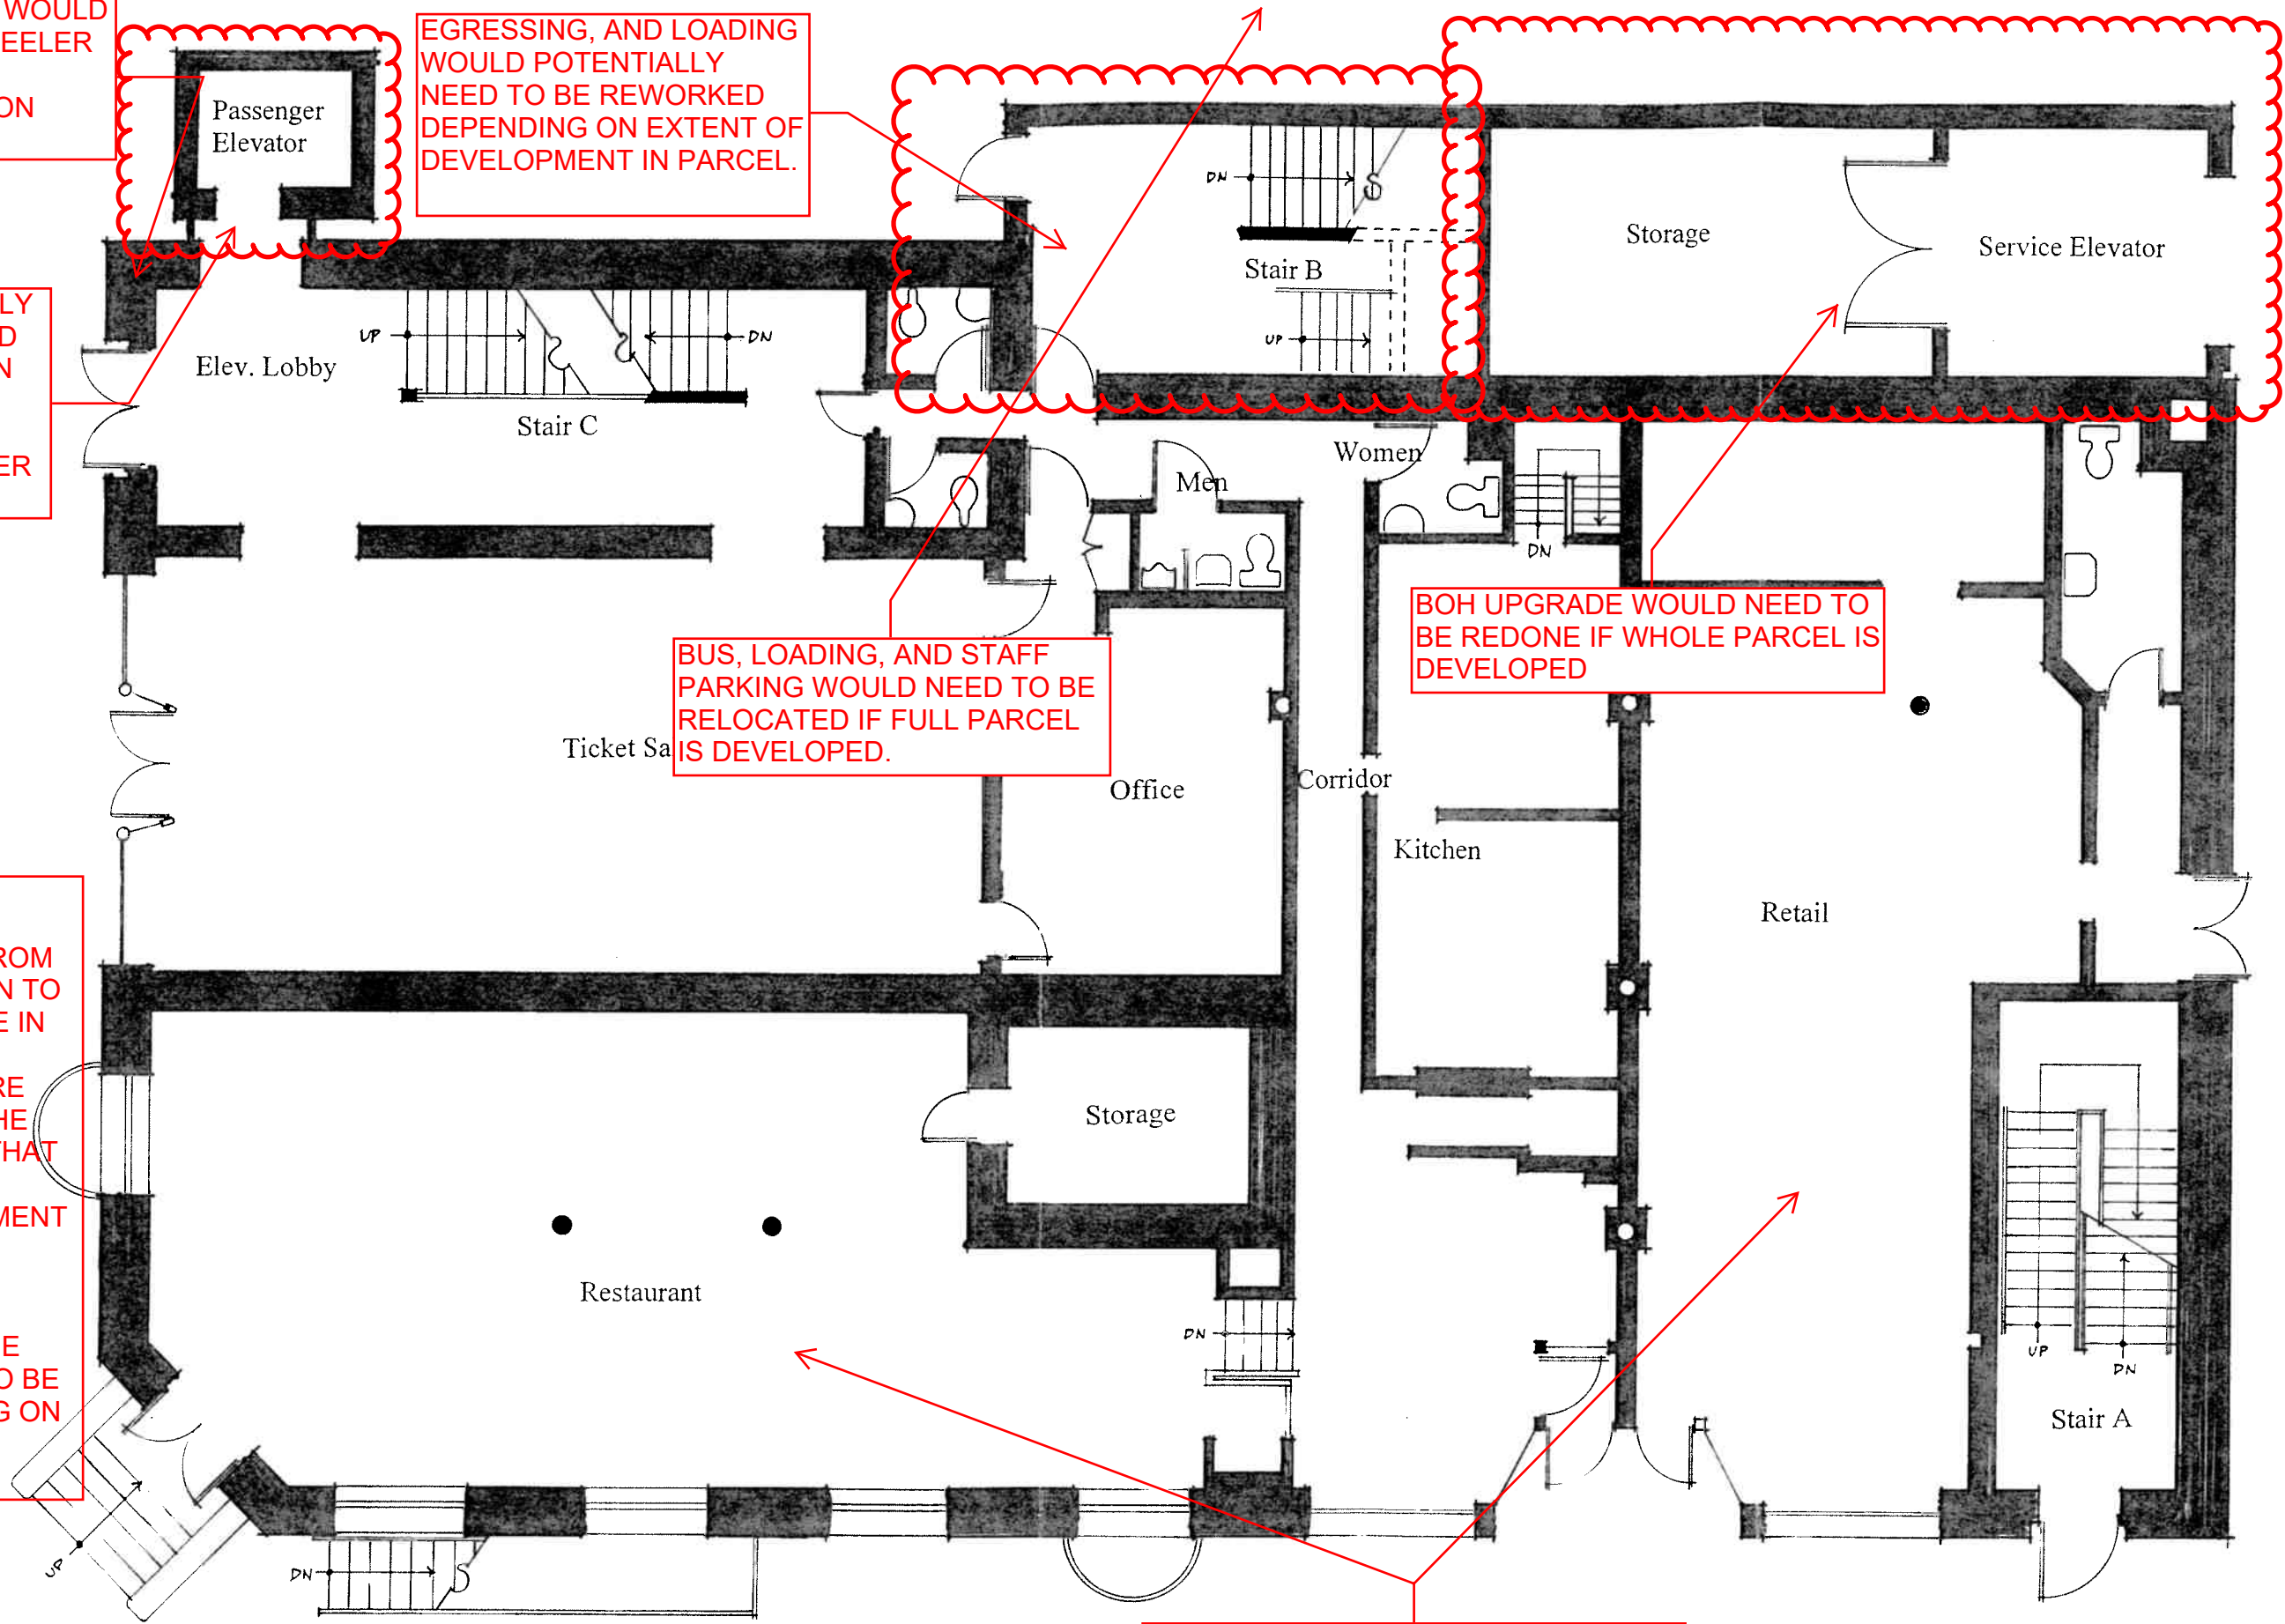 WOULD
EELER
ON
EGRESSING, AND LOADING
WOULD POTENTIALLY
NEED TO BE REWORKED
DEPENDING ON EXTENT OF
DEVELOPMENT IN PARCEL.
Passenger
Elevator
DN
Storage
Service Elevator
Stair B
UP
LY
D
N
ER
UP
DN
Elev. Lobby
Stair C
Women
Men
DN
BOH UPGRADE WOULD NEED TO
BE REDONE IF WHOLE PARCEL IS
DEVELOPED
BUS, LOADING, AND STAFF
PARKING WOULD NEED TO BE
RELOCATED IF FULL PARCEL
IS DEVELOPED.
Ticket Sa
Office
Corridor
Kitchen
Retail
ROM
N TO
E IN
RE
HE
THAT
MENT
E
O BE
G ON
Storage
Restaurant
DN
UP
DN
Stair A
UP
DN